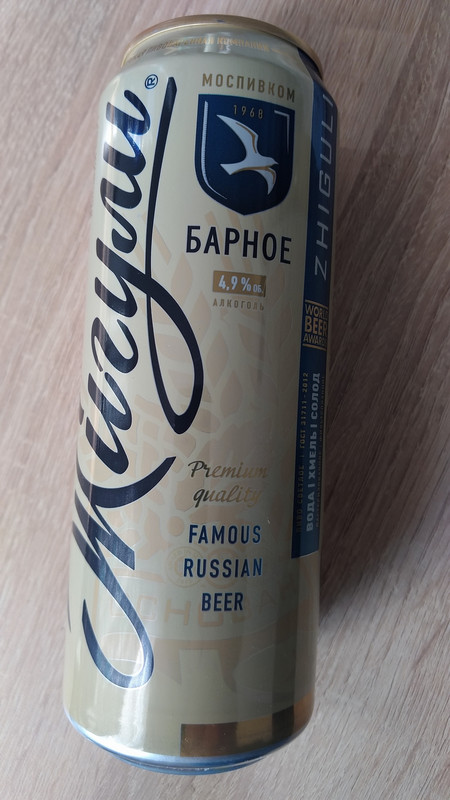 Жигули®
МОСПИВКОМ
1968
БАРНОЕ
4,9% ОБ.
АЛКОГОЛЬ
Premium
quality
FAMOUS
RUSSIAN
BEER
ZHIGULI
WORLD
BEER
AWARDS
ВОДА | ХМЕЛЬ | СОЛОД